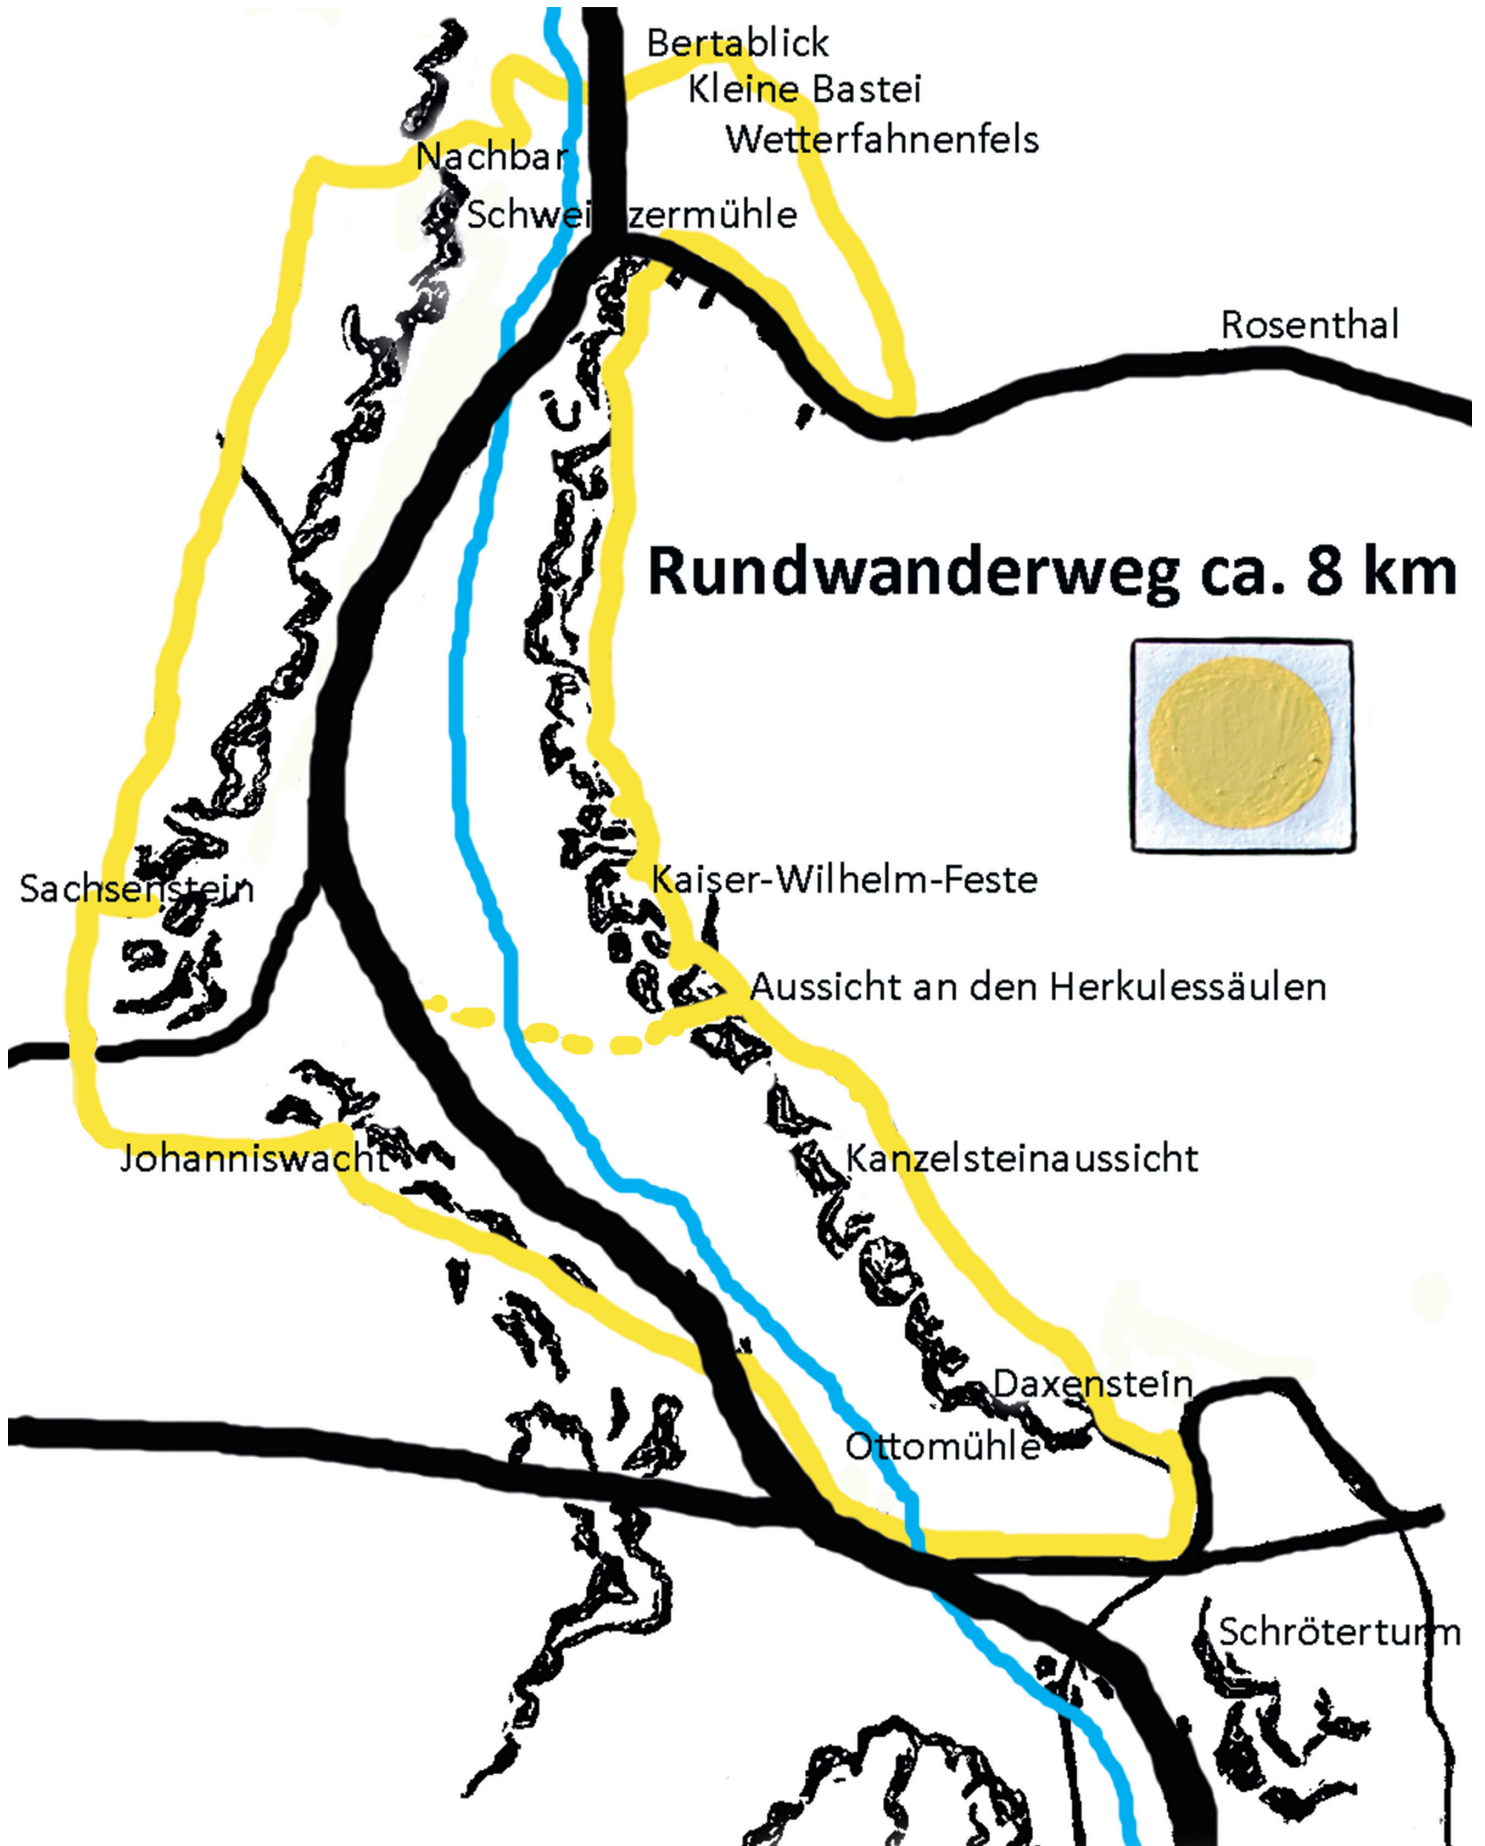 Bertablick
Kleine Bastei
Wetterfahnenfels
Nachbar
Schweizermühle
Rosenthal
Rundwanderweg ca. 8 km
Kaiser-Wilhelm-Feste
Sachsenstein
Aussicht an den Herkulessäulen
Johanniswacht
Kanzelsteinaussicht
Daxenstein
Ottomühle
Schröterturm